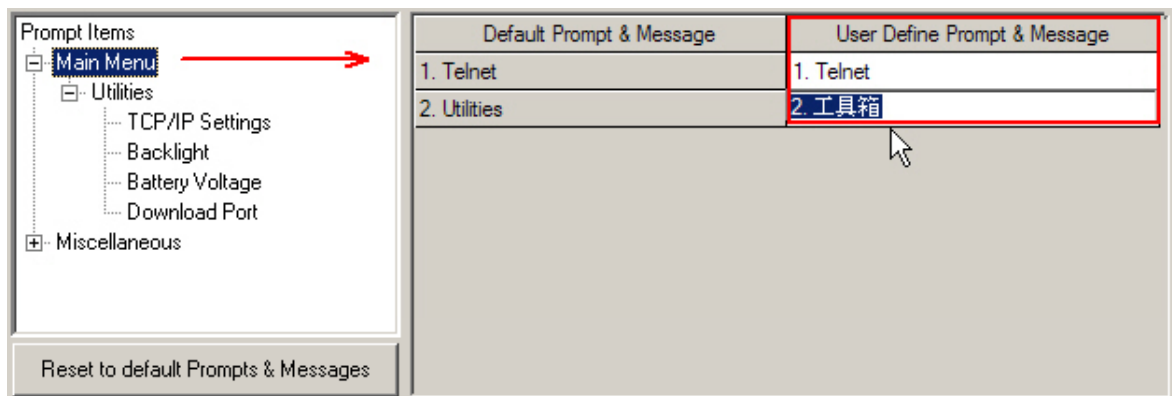 Prompt Items
Main Menu
Utilities
TCP/IP Settings
Backlight
Battery Voltage
Download Port
Miscellaneous
Reset to default Prompts & Messages
Default Prompt & Message User Define Prompt & Message
1. Telnet 1. Telnet
2. Utilities 2. 工具箱